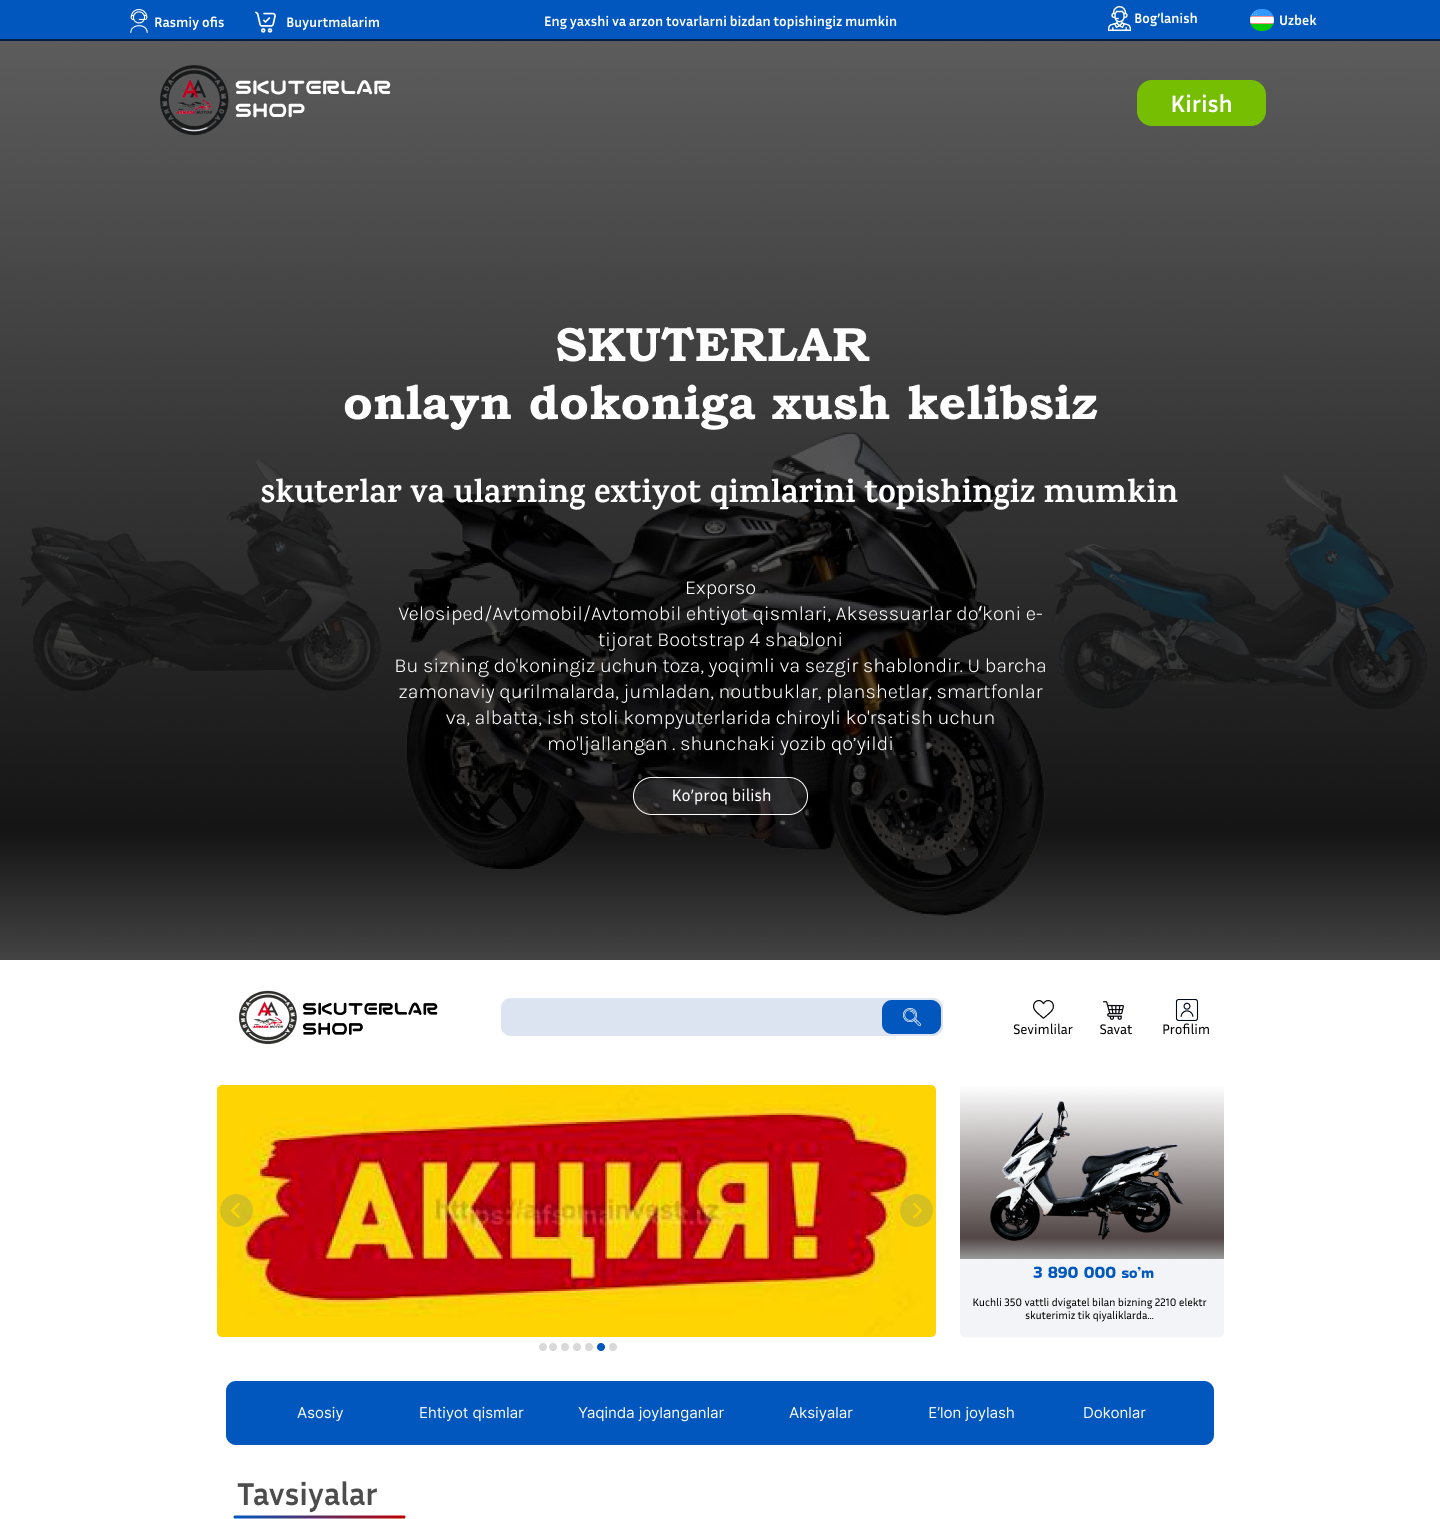 Rasmiy ofis
Buyurtmalarim
Eng yaxshi va arzon tovarlarni bizdan topishingiz mumkin
Bog'lanish
Uzbek
SKUTERLAR
SHOP
Kirish
SKUTERLAR
onlayn dokoniga xush kelibsiz
skuterlar va ularning extiyot qimlarini topishingiz mumkin
Exporso
Velosiped/Avtomobil/Avtomobil ehtiyot qismlari, Aksessuarlar do‘koni e-
tijorat Bootstrap 4 shabloni
Bu sizning do'koningiz uchun toza, yoqimli va sezgir shablondir. U barcha
zamonaviy qurilmalarda, jumladan, noutbuklar, planshetlar, smartfonlar
va, albatta, ish stoli kompyuterlarida chiroyli ko'rsatish uchun
mo'ljallangan . shunchaki yozib qo’yildi
Ko’proq bilish
SKUTERLAR
SHOP
Sevimlilar
Savat
Profilim
АКЦИЯ!
3 890 000 so’m
Kuchli 350 vattli dvigatel bilan bizning 2210 elektr
skuterimiz tik qiyaliklarda...
Asosiy
Ehtiyot qismlar
Yaqinda joylanganlar
Aksiyalar
E’lon joylash
Dokonlar
Tavsiyalar